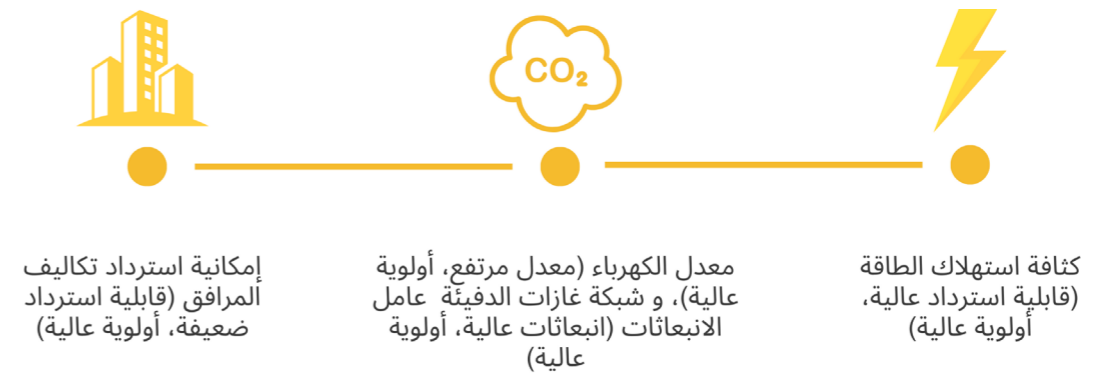 CO₂
كثافة استهلاك الطاقة
(قابلية استرداد عالية،
أولوية عالية)
معدل الكهرباء (معدل مرتفع، أولوية
عالية)، و شبكة غازات الدفيئة عامل
الانبعاثات (انبعاثات عالية، أولوية
عالية)
إمكانية استرداد تكاليف
المرافق (قابلية استرداد
ضعيفة، أولوية عالية)